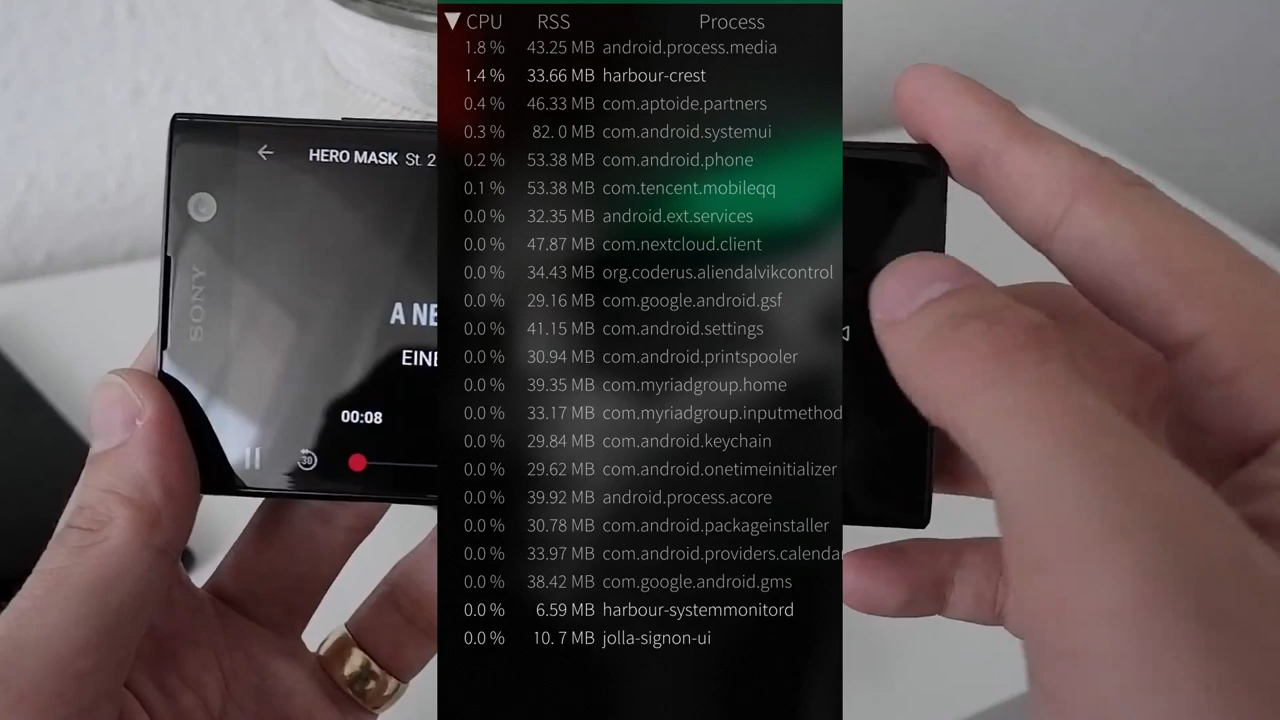 ▼ CPU RSS Process
1.8 % 43.25 MB android.process.media
1.4 % 33.66 MB harbour-crest
0.4 % 46.33 MB com.aptoide.partners
0.3 % 82. 0 MB com.android.systemui
0.2 % 53.38 MB com.android.phone
0.1 % 53.38 MB com.tencent.mobileqq
0.0 % 32.35 MB android.ext.services
0.0 % 47.87 MB com.nextcloud.client
0.0 % 34.43 MB org.coderus.aliendalvikcontrol
0.0 % 29.16 MB com.google.android.gsf
0.0 % 41.15 MB com.android.settings
0.0 % 30.94 MB com.android.printspooler
0.0 % 39.35 MB com.myriadgroup.home
0.0 % 33.17 MB com.myriadgroup.inputmethod
0.0 % 29.84 MB com.android.keychain
0.0 % 29.62 MB com.android.onetimeinitializer
0.0 % 39.92 MB android.process.acore
0.0 % 30.78 MB com.android.packageinstaller
0.0 % 33.97 MB com.android.providers.calendar
0.0 % 38.42 MB com.google.android.gms
0.0 % 6.59 MB harbour-systemmonitord
0.0 % 10. 7 MB jolla-signon-ui
HERO MASK St. 2
SONY
A NE
EINE
00:08
30